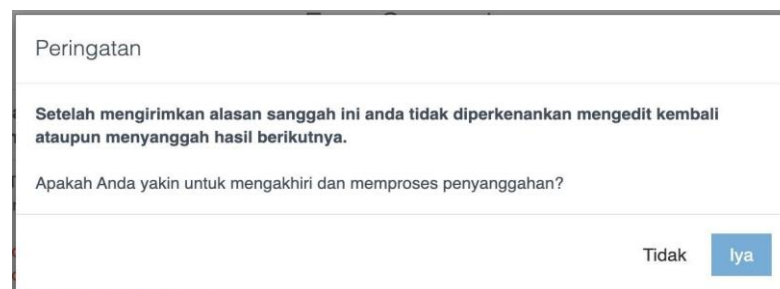 Peringatan
Setelah mengirimkan alasan sanggah ini anda tidak diperkenankan mengedit kembali
ataupun menyanggah hasil berikutnya.
Apakah Anda yakin untuk mengakhiri dan memproses penyanggahan?
Tidak
Iya